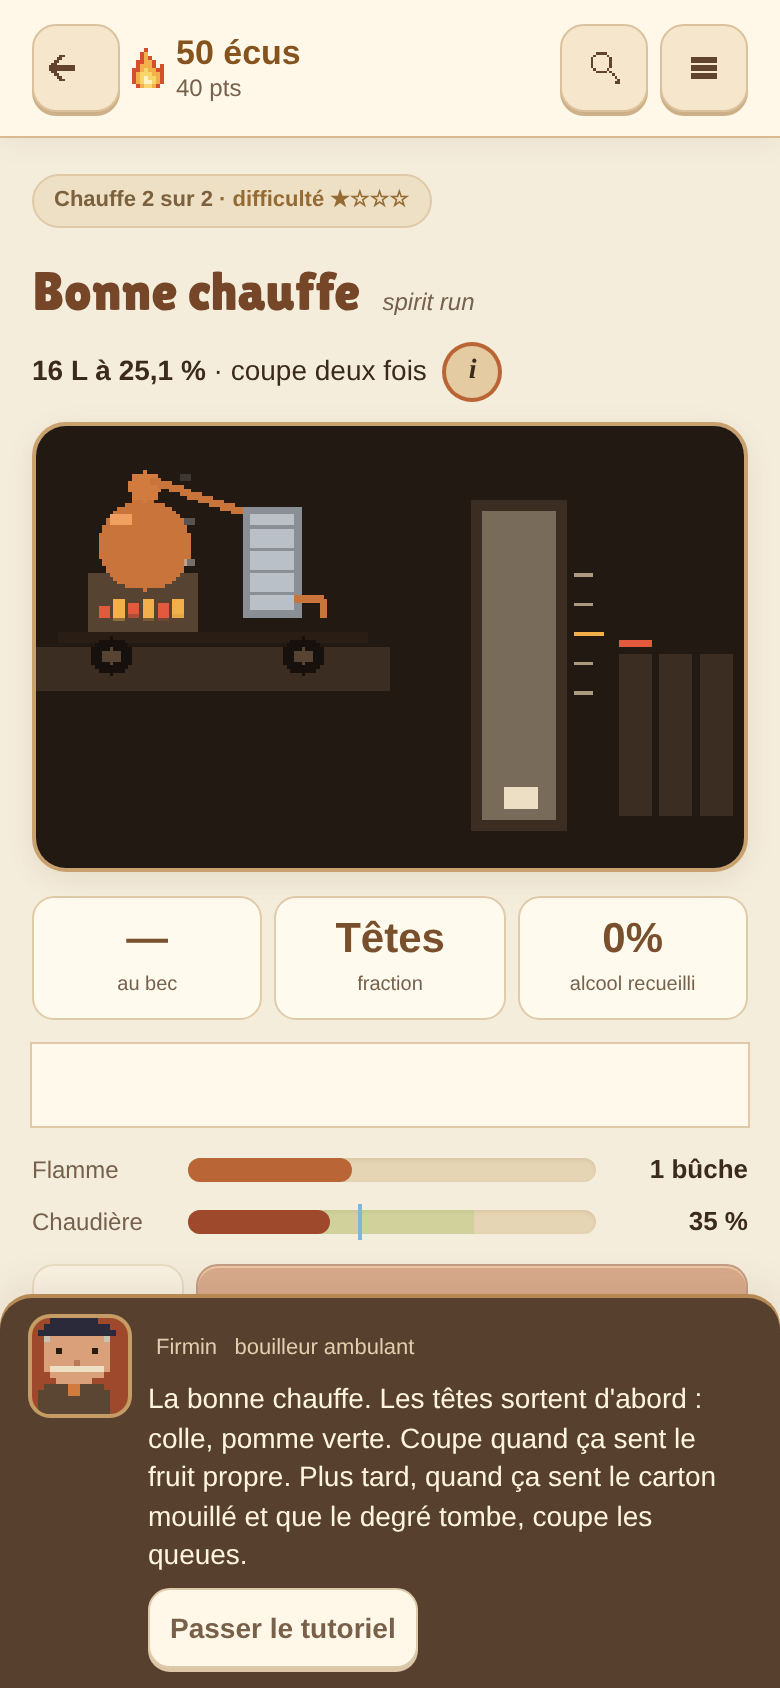 50 écus
40 pts
Chauffe 2 sur 2 · difficulté ★☆☆☆
Bonne chauffe spirit run
16 L à 25,1 % · coupe deux fois i
— Têtes 0%
au bec fraction alcool recueilli
Flamme 1 bûche
Chaudière 35 %
Firmin bouilleur ambulant
La bonne chauffe. Les têtes sortent d'abord :
colle, pomme verte. Coupe quand ça sent le
fruit propre. Plus tard, quand ça sent le carton
mouillé et que le degré tombe, coupe les
queues.
Passer le tutoriel